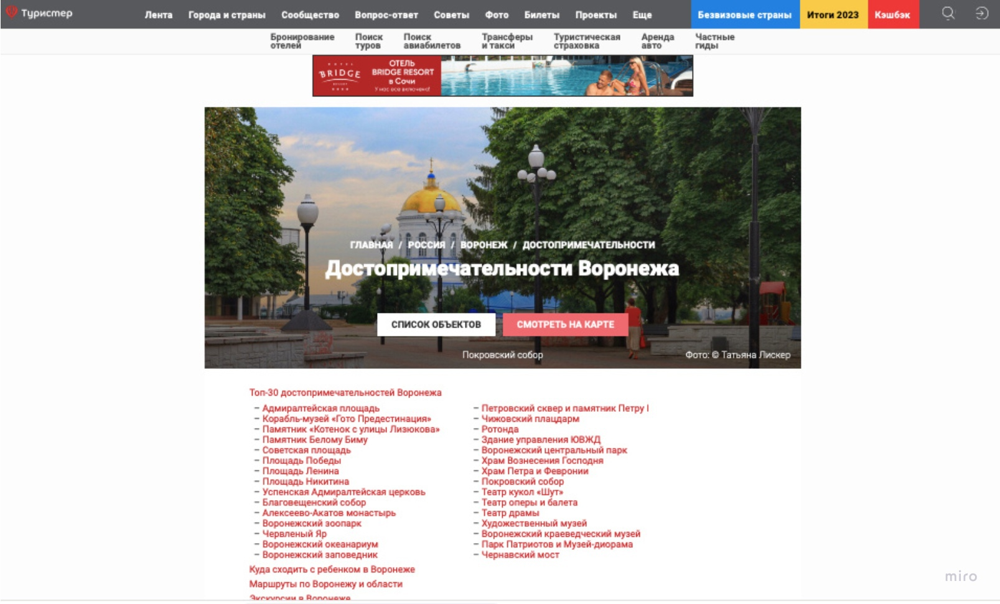 Туристер
Лента Города и страны Сообщество Вопрос-ответ Советы Фото Билеты Проекты Еще Безвизовые страны Итоги 2023 Кэшбэк
Бронирование отелей
Поиск туров
Поиск авиабилетов
Трансферы и такси
Туристическая страховка
Аренда авто
Частные гиды
HOTEL
BRIDGE
RESORT
ОТЕЛЬ
BRIDGE RESORT
в Сочи
У нас все включено!
ГЛАВНАЯ / РОССИЯ / ВОРОНЕЖ / ДОСТОПРИМЕЧАТЕЛЬНОСТИ
Достопримечательности Воронежа
СПИСОК ОБЪЕКТОВ СМОТРЕТЬ НА КАРТЕ
Покровский собор
Фото: © Татьяна Лискер
Топ-30 достопримечательностей Воронежа
– Адмиралтейская площадь
– Корабль-музей «Гото Предестинация»
– Памятник «Котенок с улицы Лизюкова»
– Памятник Белому Биму
– Советская площадь
– Площадь Победы
– Площадь Ленина
– Площадь Никитина
– Успенская Адмиралтейская церковь
– Благовещенский собор
– Алексеево-Акатов монастырь
– Воронежский зоопарк
– Червленый Яр
– Воронежский океанариум
– Воронежский заповедник
– Петровский сквер и памятник Петру I
– Чижовский плацдарм
– Ротонда
– Здание управления ЮВЖД
– Воронежский центральный парк
– Храм Вознесения Господня
– Храм Петра и Февронии
– Покровский собор
– Театр кукол «Шут»
– Театр оперы и балета
– Театр драмы
– Художественный музей
– Воронежский краеведческий музей
– Парк Патриотов и Музей-диорама
– Чернавский мост
Куда сходить с ребенком в Воронеже
Маршруты по Воронежу и области
Экскурсии в Воронеже
miro